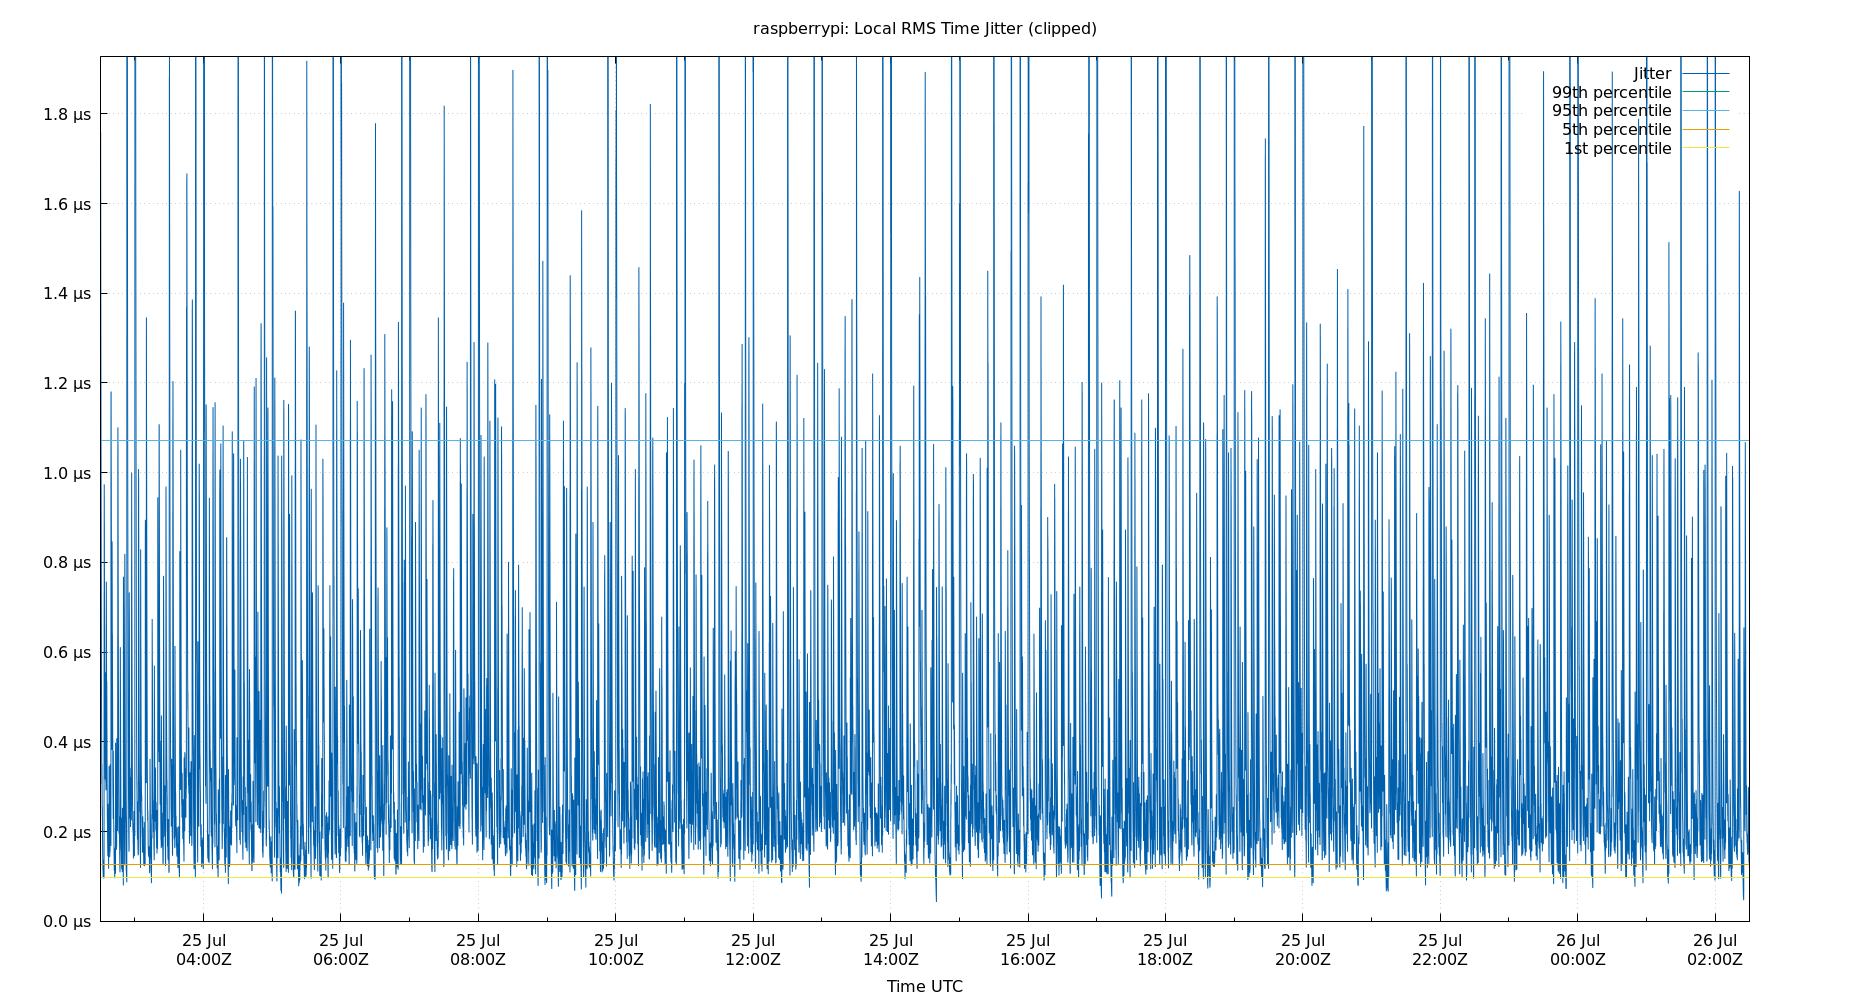 raspberrypi: Local RMS Time Jitter (clipped)
Jitter
99th percentile
95th percentile
5th percentile
1st percentile
1.8 µs
1.6 µs
1.4 µs
1.2 µs
1.0 µs
0.8 µs
0.6 µs
0.4 µs
0.2 µs
0.0 µs
25 Jul 25 Jul 25 Jul 25 Jul 25 Jul 25 Jul 25 Jul 25 Jul 25 Jul 25 Jul 26 Jul 26 Jul
04:00Z 06:00Z 08:00Z 10:00Z 12:00Z 14:00Z 16:00Z 18:00Z 20:00Z 22:00Z 00:00Z 02:00Z
Time UTC